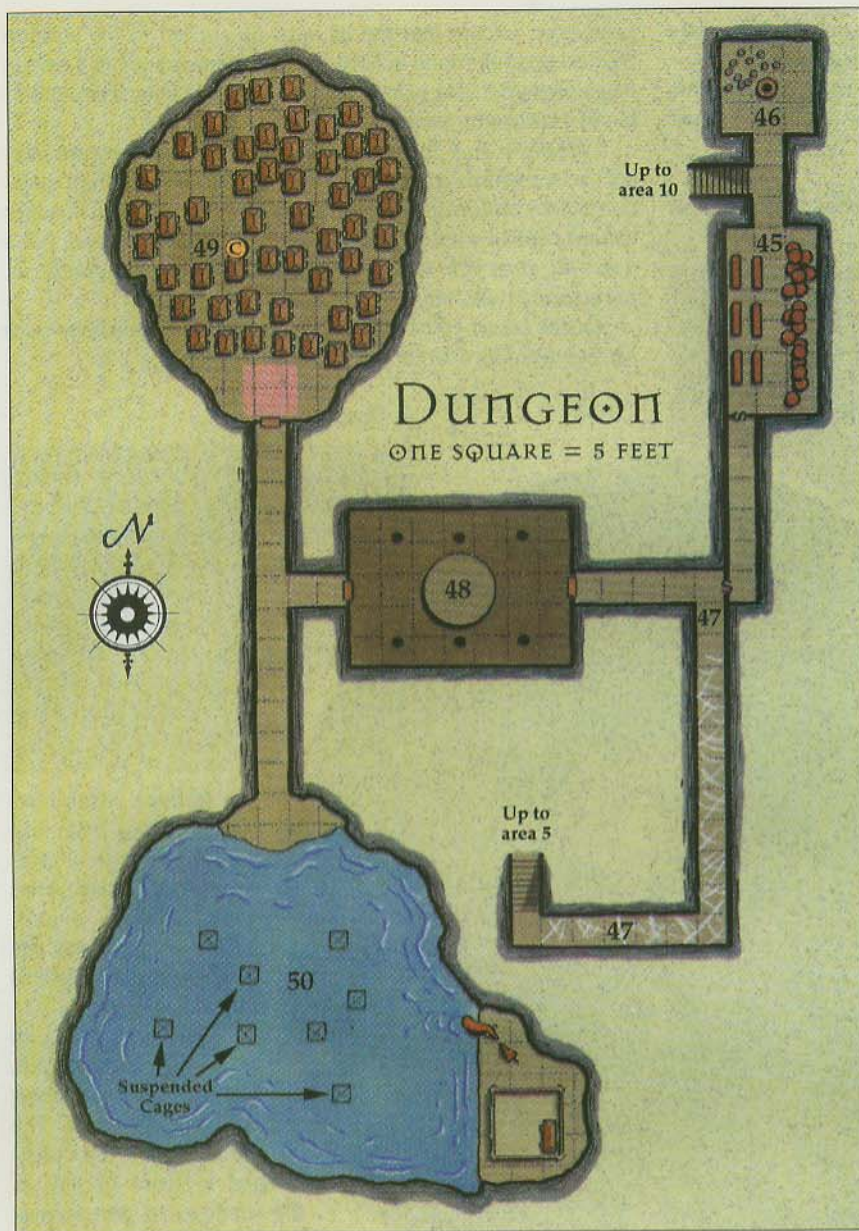 46
Up to
area 10
45
49 C
S
DUNGEON
ONE SQUARE = 5 FEET
N
48
S
47
Up to
area 5
47
50
Suspended
Cages